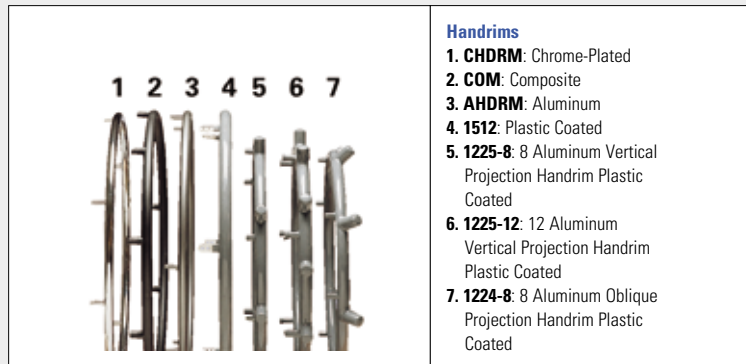 1 2 3 4 5 6 7
Handrims
1. CHDRM: Chrome-Plated
2. COM: Composite
3. AHDRM: Aluminum
4. 1512: Plastic Coated
5. 1225-8: 8 Aluminum Vertical
Projection Handrim Plastic
Coated
6. 1225-12: 12 Aluminum
Vertical Projection Handrim
Plastic Coated
7. 1224-8: 8 Aluminum Oblique
Projection Handrim Plastic
Coated